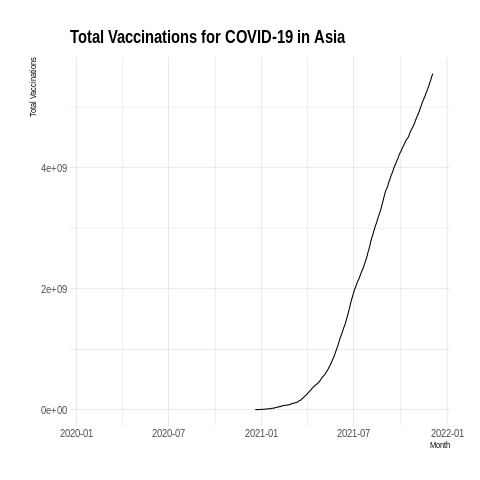 Total Vaccinations for COVID-19 in Asia
Total Vaccinations
4e+09
2e+09
0e+00
2020-01 2020-07 2021-01 2021-07 2022-01
Month